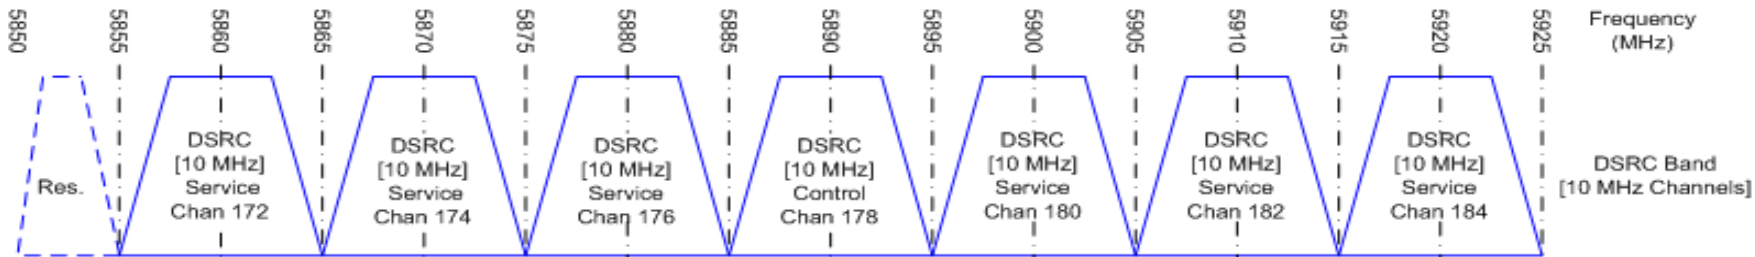 5850 5855 5860 5865 5870 5875 5880 5885 5890 5895 5900 5905 5910 5915 5920 5925
Frequency
(MHz)
Res.
DSRC
[10 MHz]
Service
Chan 172
DSRC
[10 MHz]
Service
Chan 174
DSRC
[10 MHz]
Service
Chan 176
DSRC
[10 MHz]
Control
Chan 178
DSRC
[10 MHz]
Service
Chan 180
DSRC
[10 MHz]
Service
Chan 182
DSRC
[10 MHz]
Service
Chan 184
DSRC Band
[10 MHz Channels]